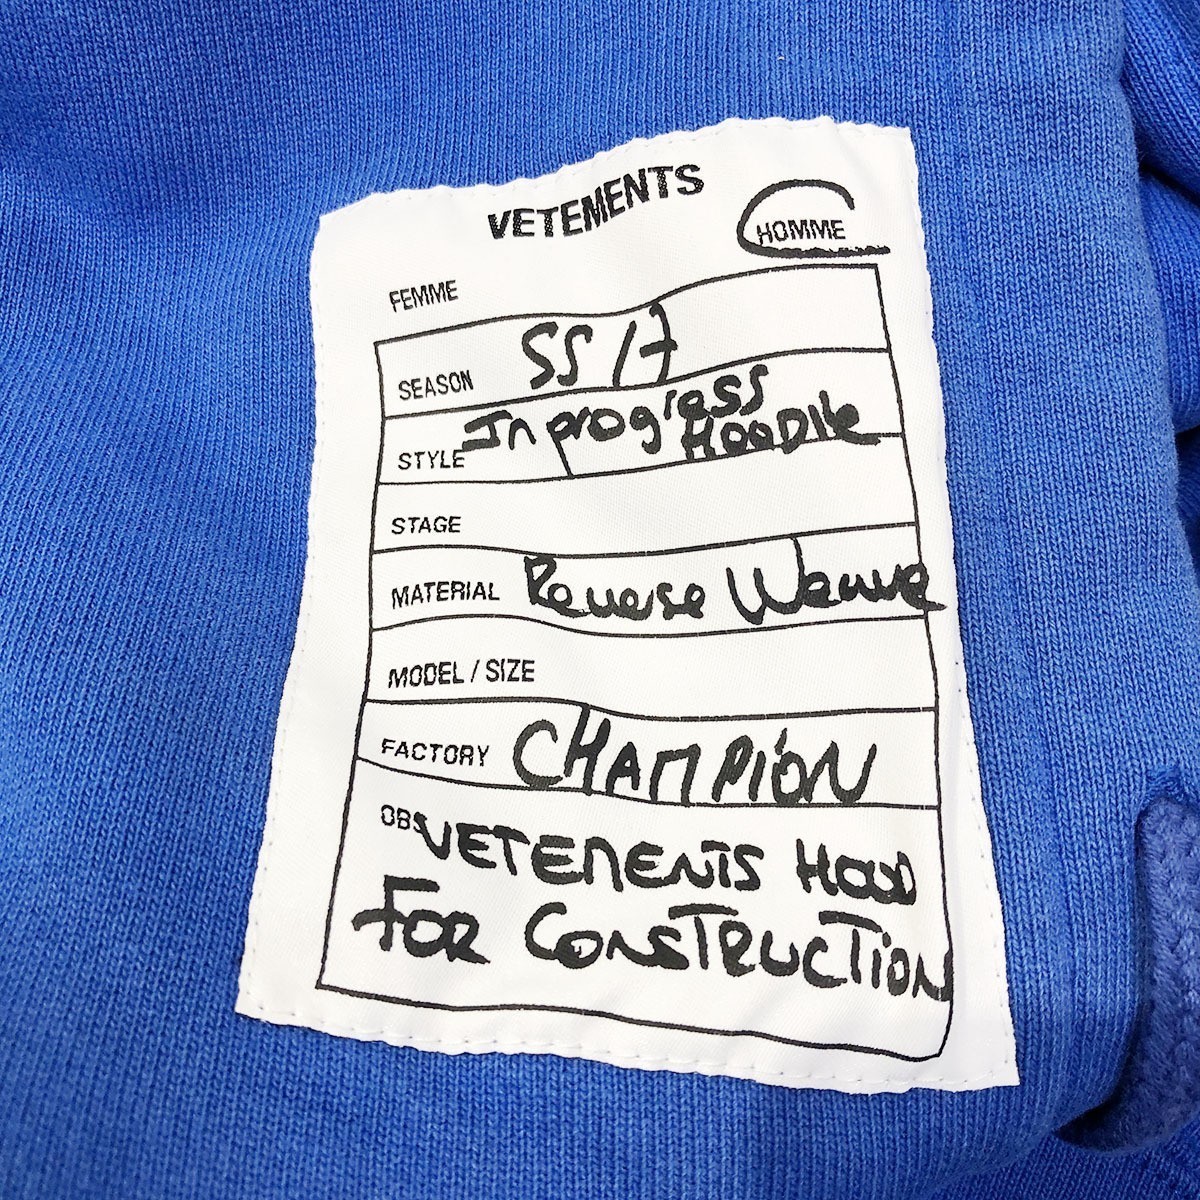 VETEMENTS
HOMME
FEMME
SEASON SS/17
STYLE In progress
HOODIE
STAGE
MATERIAL Reverse Weave
MODEL / SIZE
FACTORY CHAMPION
OBS VETEMENTS HOOD
FOR CONSTRUCTION